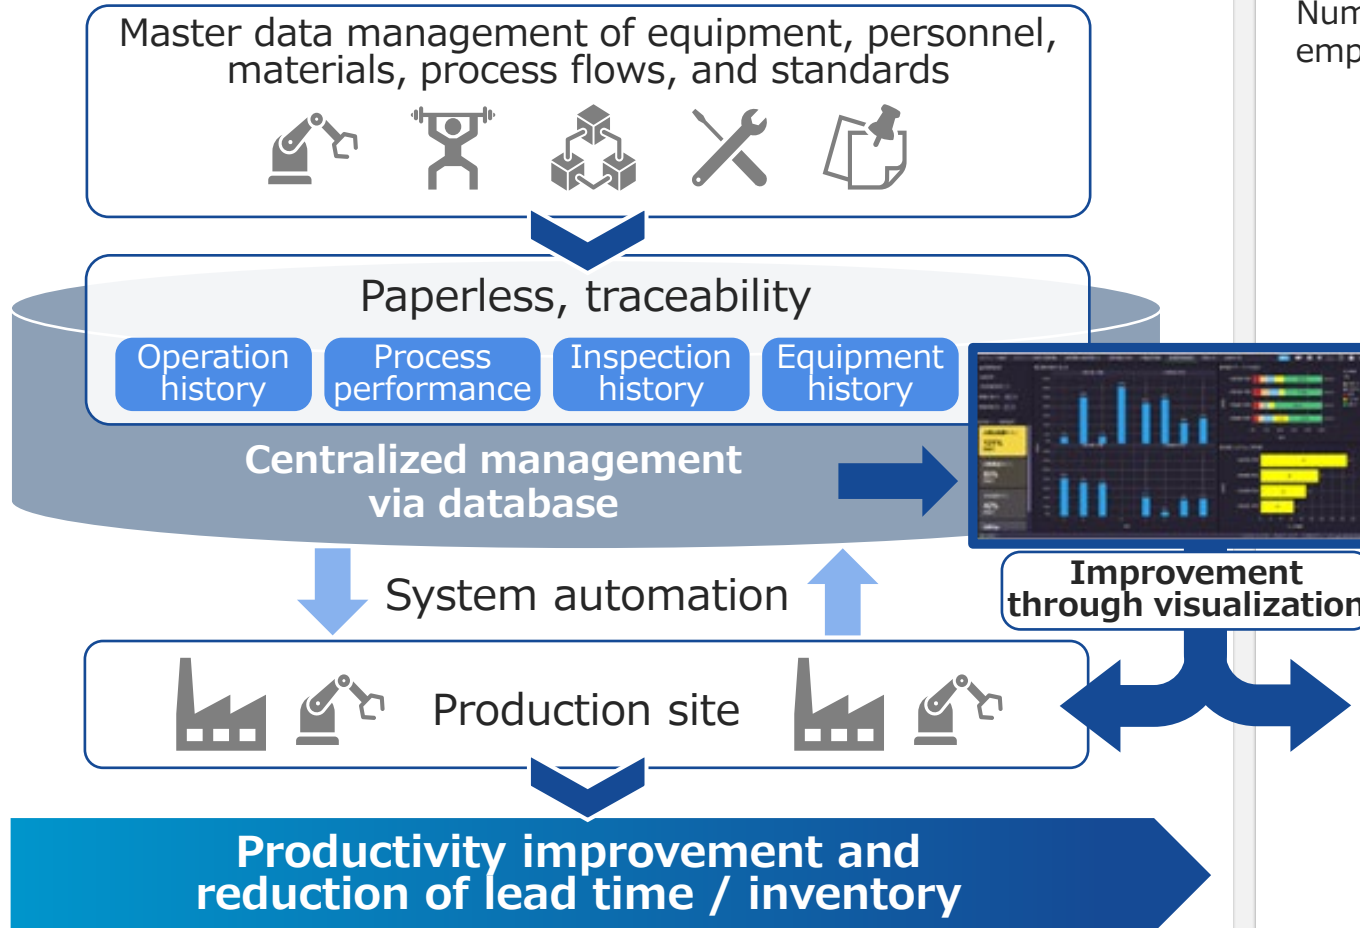 Master data management of equipment, personnel,
materials, process flows, and standards
Paperless, traceability
Operation
history
Process
performance
Inspection
history
Equipment
history
Centralized management
via database
System automation
Improvement
through visualization
Production site
Productivity improvement and
reduction of lead time / inventory